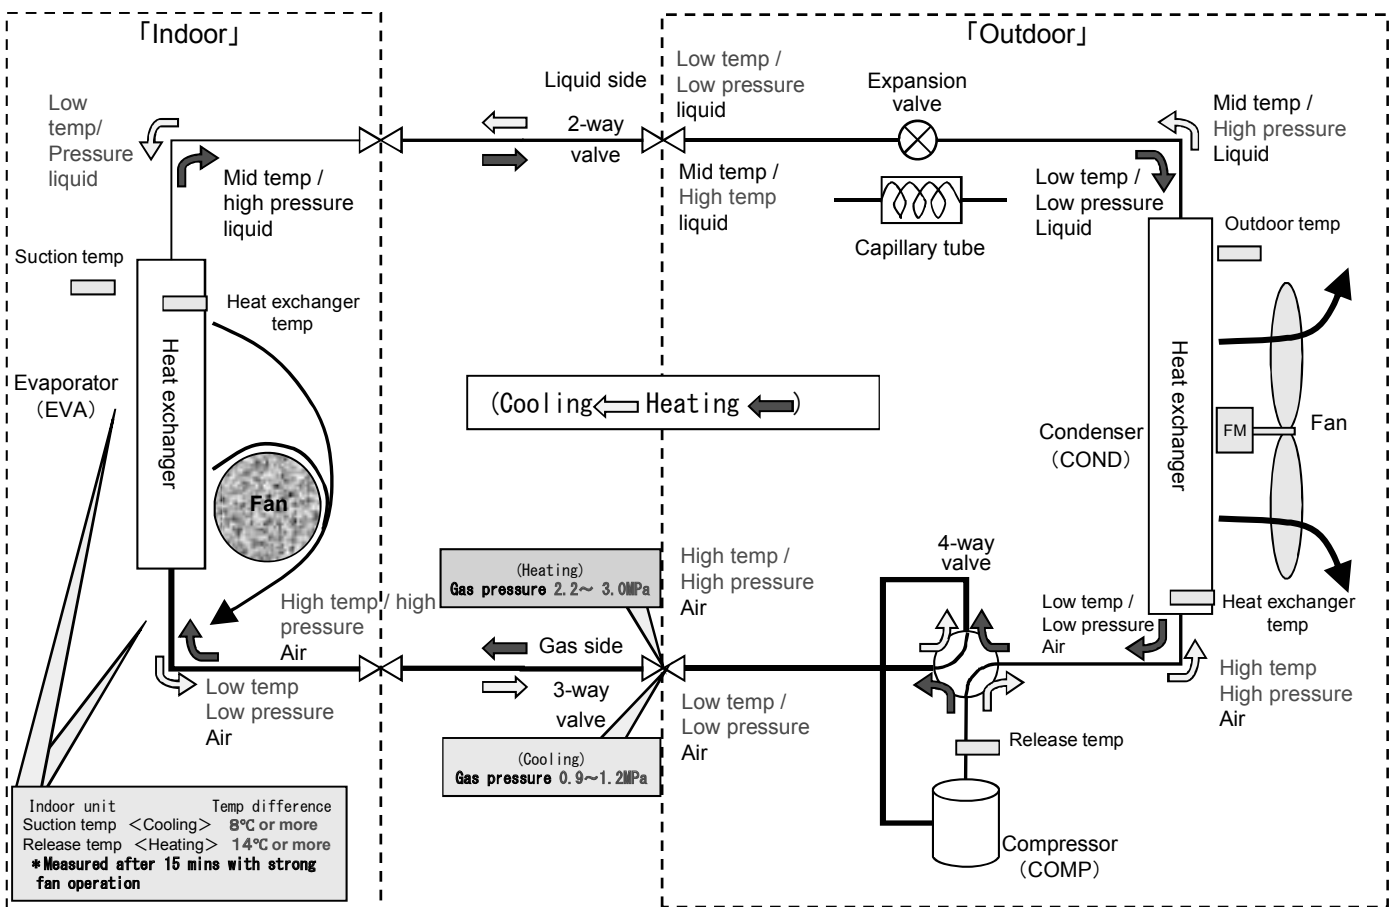 「Indoor」
「Outdoor」
Low
temp/
Pressure
liquid
Mid temp /
high pressure
liquid
Liquid side
2-way
valve
Low temp /
Low pressure
liquid
Mid temp /
High temp
liquid
Expansion
valve
Capillary tube
Mid temp /
High pressure
Liquid
Low temp /
Low pressure
Liquid
Suction temp
Heat exchanger
temp
Heat exchanger
Evaporator
（EVA）
Fan
(Cooling Heating )
Outdoor temp
Heat exchanger
Condenser
（COND）
FM
Fan
Heat exchanger
temp
(Heating)
Gas pressure 2.2～ 3.0MPa
High temp / high
pressure
Air
Low temp
Low pressure
Air
Gas side
3-way
valve
(Cooling)
Gas pressure 0.9～1.2MPa
High temp /
High pressure
Air
Low temp /
Low pressure
Air
4-way
valve
Low temp /
Low pressure
Air
High temp
High pressure
Air
Release temp
Compressor
（COMP）
Indoor unit Temp difference
Suction temp ＜Cooling＞ 8℃ or more
Release temp ＜Heating＞ 14℃ or more
＊Measured after 15 mins with strong
fan operation